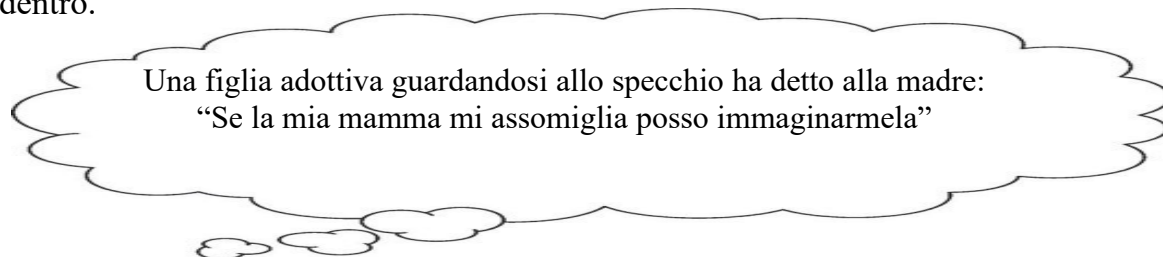 dentro.
Una figlia adottiva guardandosi allo specchio ha detto alla madre:
“Se la mia mamma mi assomiglia posso immaginarmela”